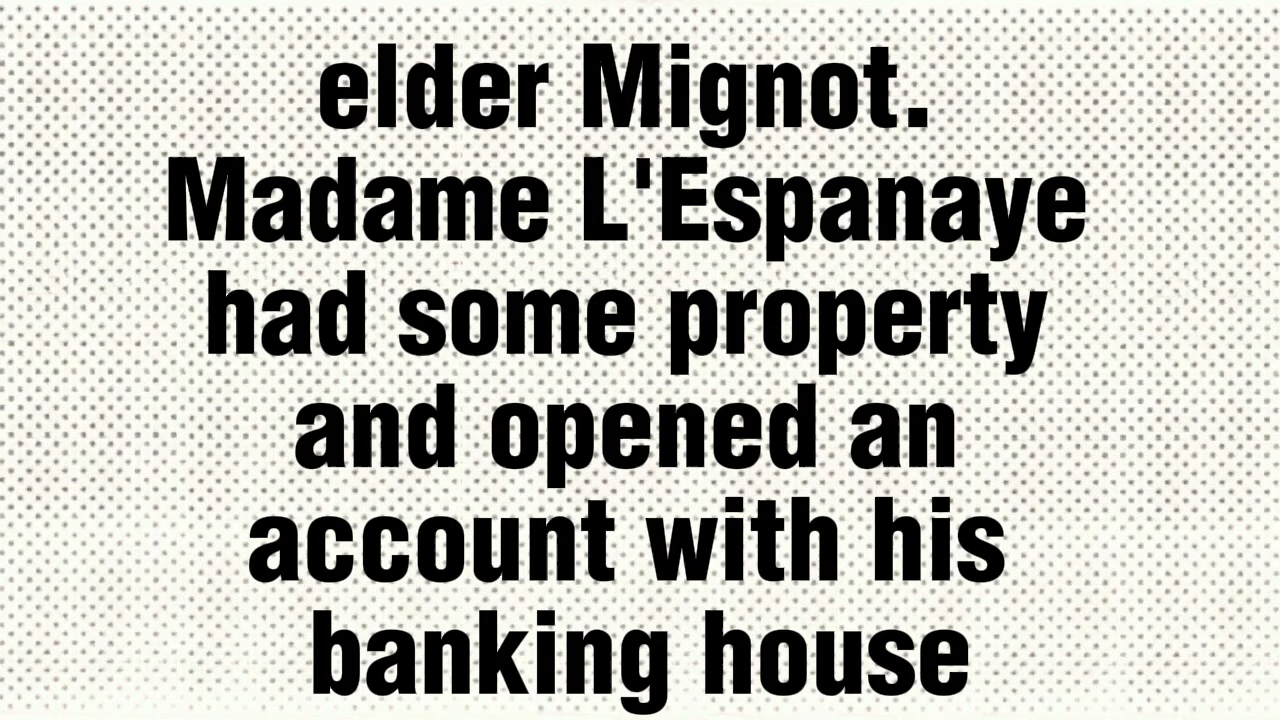 elder Mignot.
Madame L'Espanaye
had some property
and opened an
account with his
banking house